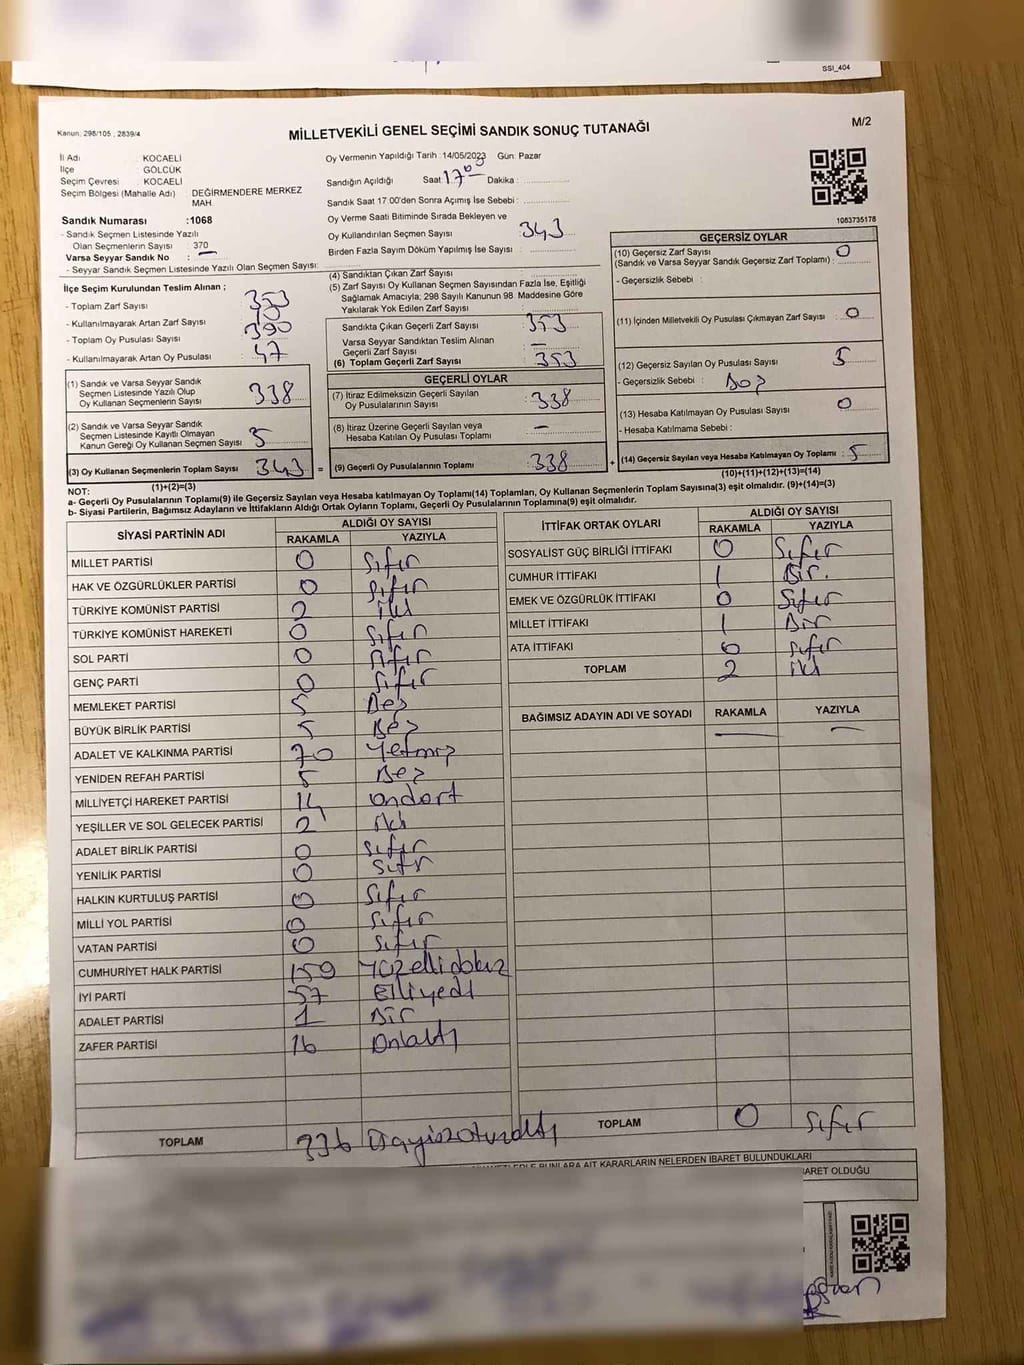 SSI_404
Kanun: 298/105 , 2839/4
MİLLETVEKİLİ GENEL SEÇİMİ SANDIK SONUÇ TUTANAĞI
M/2
İl Adı : KOCAELİ
İlçe : GÖLCÜK
Seçim Çevresi : KOCAELİ
Seçim Bölgesi (Mahalle Adı) : DEĞİRMENDERE MERKEZ MAH.
Sandık Numarası :1068
- Sandık Seçmen Listesinde Yazılı
Olan Seçmenlerin Sayısı : 370
Varsa Seyyar Sandık No : —
- Seyyar Sandık Seçmen Listesinde Yazılı Olan Seçmen Sayısı:
Oy Vermenin Yapıldığı Tarih :14/05/2023 Gün: Pazar
Sandığın Açıldığı Saat 17 00 Dakika :
Sandık Saat 17:00'den Sonra Açımış İse Sebebi :
Oy Verme Saati Bitiminde Sırada Bekleyen ve
Oy Kullandırılan Seçmen Sayısı : 343
Birden Fazla Sayım Döküm Yapılmış İse Sayısı :
1083735178
İlçe Seçim Kurulundan Teslim Alınan ;
- Toplam Zarf Sayısı : 353
- Kullanılmayarak Artan Zarf Sayısı : 10
- Toplam Oy Pusulası Sayısı : 390
- Kullanılmayarak Artan Oy Pusulası : 47
(1) Sandık ve Varsa Seyyar Sandık
Seçmen Listesinde Yazılı Olup
Oy Kullanan Seçmenlerin Sayısı : 338
(2) Sandık ve Varsa Seyyar Sandık
Seçmen Listesinde Kayıtlı Olmayan
Kanun Gereği Oy Kullanan Seçmen Sayısı : 5
(3) Oy Kullanan Seçmenlerin Toplam Sayısı : 343 =
(1)+(2)=(3)
(4) Sandıktan Çıkan Zarf Sayısı :
(5) Zarf Sayısı Oy Kullanan Seçmen Sayısından Fazla İse, Eşitliği
Sağlamak Amacıyla; 298 Sayılı Kanunun 98. Maddesine Göre
Yakılarak Yok Edilen Zarf Sayısı :
Sandıkta Çıkan Geçerli Zarf Sayısı : 353
Varsa Seyyar Sandıktan Teslim Alınan
Geçerli Zarf Sayısı : —
(6) Toplam Geçerli Zarf Sayısı : 353
GEÇERLİ OYLAR
(7) İtiraz Edilmeksizin Geçerli Sayılan
Oy Pusulalarının Sayısı : 338
(8) İtiraz Üzerine Geçerli Sayılan veya
Hesaba Katılan Oy Pusulaları Toplamı : —
(9) Geçerli Oy Pusulalarının Toplamı : 338 +
GEÇERSİZ OYLAR
(10) Geçersiz Zarf Sayısı : 0
(Sandık ve Varsa Seyyar Sandık Geçersiz Zarf Toplamı) :
- Geçersizlik Sebebi :
(11) İçinden Milletvekili Oy Pusulası Çıkmayan Zarf Sayısı : 0
(12) Geçersiz Sayılan Oy Pusulası Sayısı : 5
- Geçersizlik Sebebi : Boş
(13) Hesaba Katılmayan Oy Pusulası Sayısı : 0
- Hesaba Katılmama Sebebi :
(14) Geçersiz Sayılan veya Hesaba Katılmayan Oy Toplamı : 5
(10)+(11)+(12)+(13)=(14)
NOT:
a- Geçerli Oy Pusulalarının Toplamı(9) ile Geçersiz Sayılan veya Hesaba katılmayan Oy Toplamı(14) Toplamları, Oy Kullanan Seçmenlerin Toplam Sayısına(3) eşit olmalıdır. (9)+(14)=(3)
b- Siyasi Partilerin, Bağımsız Adayların ve İttifakların Aldığı Ortak Oyların Toplamı, Geçerli Oy Pusulalarının Toplamına(9) eşit olmalıdır.
SİYASİ PARTİNİN ADI ALDIĞI OY SAYISI
RAKAMLA YAZIYLA
MİLLET PARTİSİ 0 Sıfır
HAK VE ÖZGÜRLÜKLER PARTİSİ 0 Sıfır
TÜRKİYE KOMÜNİST PARTİSİ 2 iki
TÜRKİYE KOMÜNİST HAREKETİ 0 Sıfır
SOL PARTİ 0 Sıfır
GENÇ PARTİ 0 Sıfır
MEMLEKET PARTİSİ 5 Beş
BÜYÜK BİRLİK PARTİSİ 5 Beş
ADALET VE KALKINMA PARTİSİ 70 Yetmiş
YENİDEN REFAH PARTİSİ 5 Beş
MİLLİYETÇİ HAREKET PARTİSİ 14 ondört
YEŞİLLER VE SOL GELECEK PARTİSİ 2 iki
ADALET BİRLİK PARTİSİ 0 Sıfır
YENİLİK PARTİSİ 0 Sıfır
HALKIN KURTULUŞ PARTİSİ 0 Sıfır
MİLLİ YOL PARTİSİ 0 Sıfır
VATAN PARTİSİ 0 Sıfır
CUMHURİYET HALK PARTİSİ 159 Yüzellidokuz
İYİ PARTİ 57 Elliyedi
ADALET PARTİSİ 1 Bir
ZAFER PARTİSİ 16 Onaltı
TOPLAM 336 Üçyüzotuzaltı
İTTİFAK ORTAK OYLARI ALDIĞI OY SAYISI
RAKAMLA YAZIYLA
SOSYALİST GÜÇ BİRLİĞİ İTTİFAKI 0 Sıfır
CUMHUR İTTİFAKI 1 Bir.
EMEK VE ÖZGÜRLÜK İTTİFAKI 0 Sıfır
MİLLET İTTİFAKI 1 Bir
ATA İTTİFAKI 0 Sıfır
TOPLAM 2 iki
BAĞIMSIZ ADAYIN ADI VE SOYADI RAKAMLA YAZIYLA
— —
TOPLAM 0 Sıfır
BUNLARA AİT KARARLARIN NELERDEN İBARET BULUNDUKLARI
BARET OLDUĞU